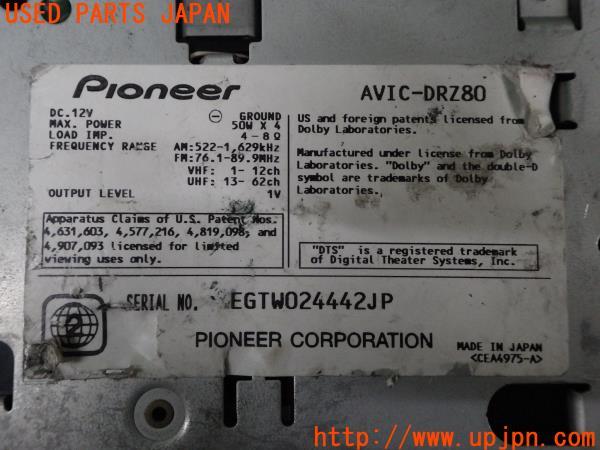 USED PARTS JAPAN
Pioneer
AVIC-DRZ80
DC.12V ⊖ GROUND
MAX. POWER 50W X 4
LOAD IMP. 4-8Ω
FREQUENCY RANGE AM:522-1,629kHz
FM:76.1-89.9MHz
VHF: 1- 12ch
UHF: 13- 62ch
OUTPUT LEVEL 1V
Apparatus Claims of U.S. Patent Nos.
4,631,603, 4,577,216, 4,819,098, and
4,907,093 licensed for limited
viewing uses only.
US and foreign patents licensed from
Dolby Laboratories.
Manufactured under license from Dolby
Laboratories. "Dolby" and the double-D
symbol are trademarks of Dolby
Laboratories.
"DTS" is a registered trademark
of Digital Theater Systems, Inc.
2
SERIAL NO. EGTW024442JP
PIONEER CORPORATION
MADE IN JAPAN
<CEA4975-A>
http://www.upjpn.com/